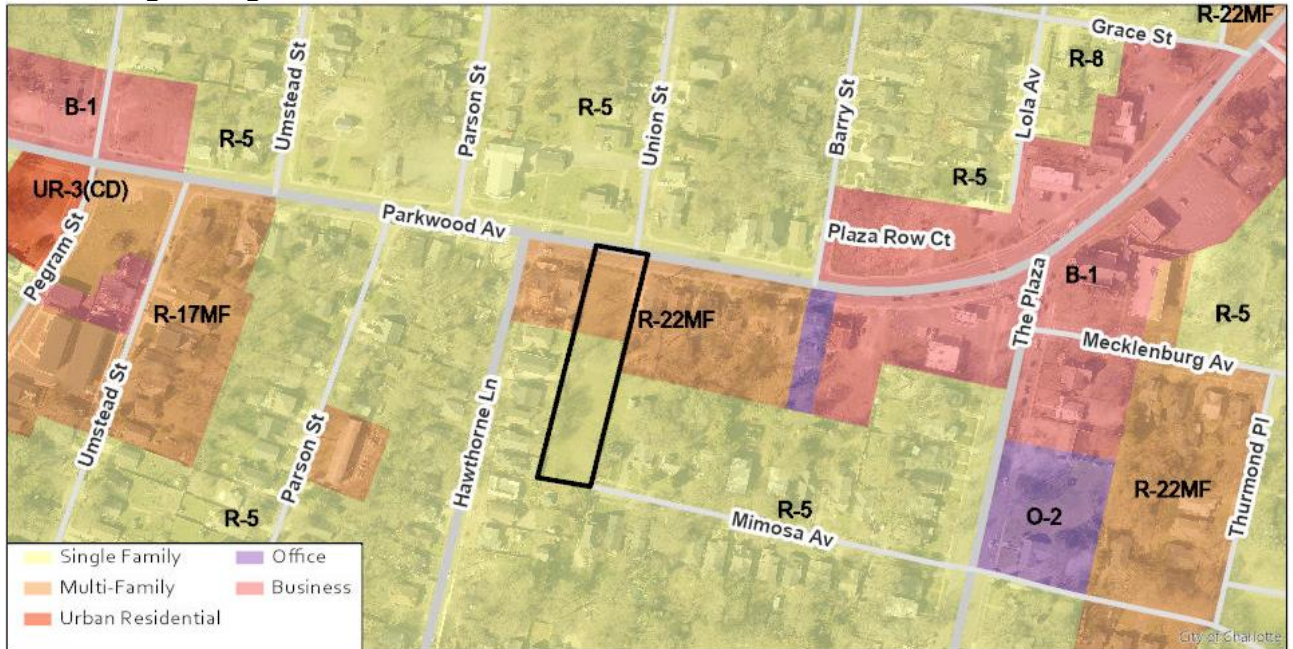 R-22MF
Grace St
R-8
B-1
Umstead St
Parson St
R-5
Union St
Barry St
Lola Av
R-5
R-5
UR-3(CD)
Pegram St
Parkwood Av
Plaza Row Ct
The Plaza
B-1
R-17MF
R-22MF
R-5
Mecklenburg Av
Umstead St
Parson St
Hawthorne Ln
Thurmond Pl
R-22MF
R-5
R-5
O-2
Mimosa Av
Single Family
Office
Multi-Family
Business
Urban Residential
City of Charlotte